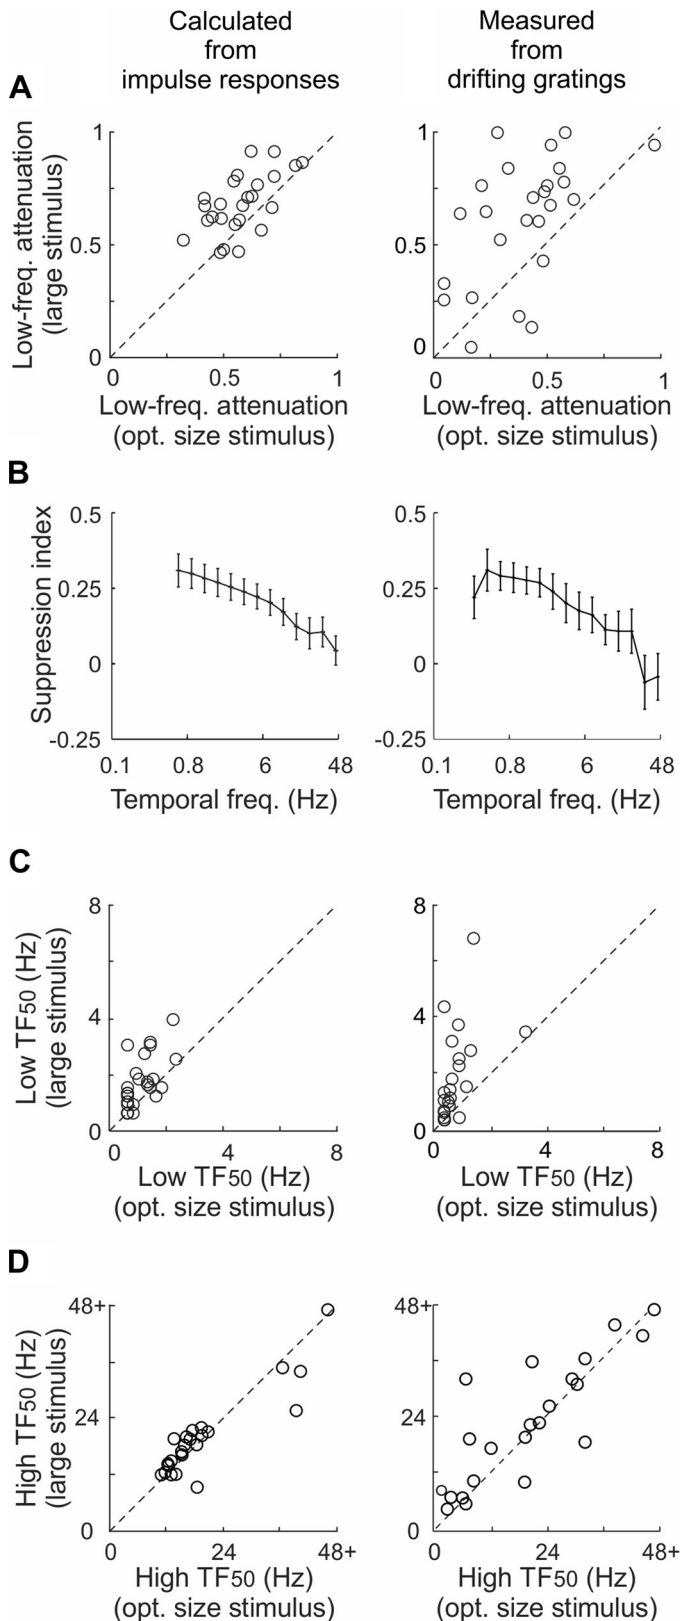 Calculated
from
impulse responses
Measured
from
drifting gratings
A
Low-freq. attenuation
(large stimulus)
1
0.5
0
0
0.5
1
Low-freq. attenuation
(opt. size stimulus)
1
0.5
0
0
0.5
1
Low-freq. attenuation
(opt. size stimulus)
B
Suppression index
0.5
0.25
0
-0.25
0.1
0.8
6
48
Temporal freq. (Hz)
0.5
0.25
0
-0.25
0.1
0.8
6
48
Temporal freq. (Hz)
C
Low TF50 (Hz)
(large stimulus)
8
4
0
0
4
8
Low TF50 (Hz)
(opt. size stimulus)
8
4
0
0
4
8
Low TF50 (Hz)
(opt. size stimulus)
D
High TF50 (Hz)
(large stimulus)
48+
24
0
0
24
48+
High TF50 (Hz)
(opt. size stimulus)
48+
24
0
0
24
48+
High TF50 (Hz)
(opt. size stimulus)